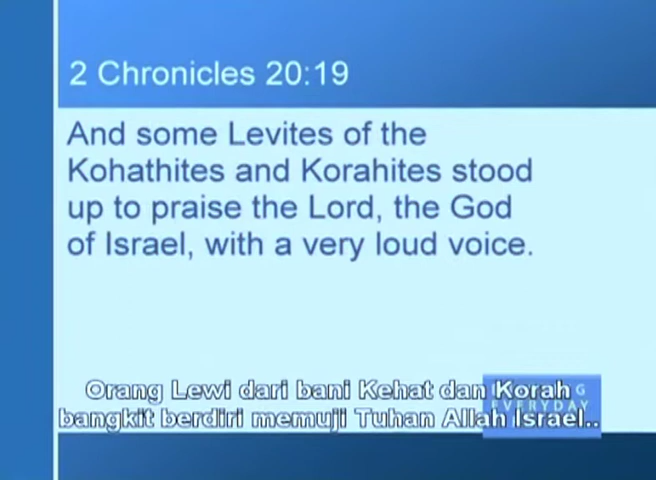 2 Chronicles 20:19
And some Levites of the
Kohathites and Korahites stood
up to praise the Lord, the God
of Israel, with a very loud voice.
Orang Lewi dari bani Kehat dan Korah
bangkit berdiri memuji Tuhan Allah Israel..
EVERYDAY